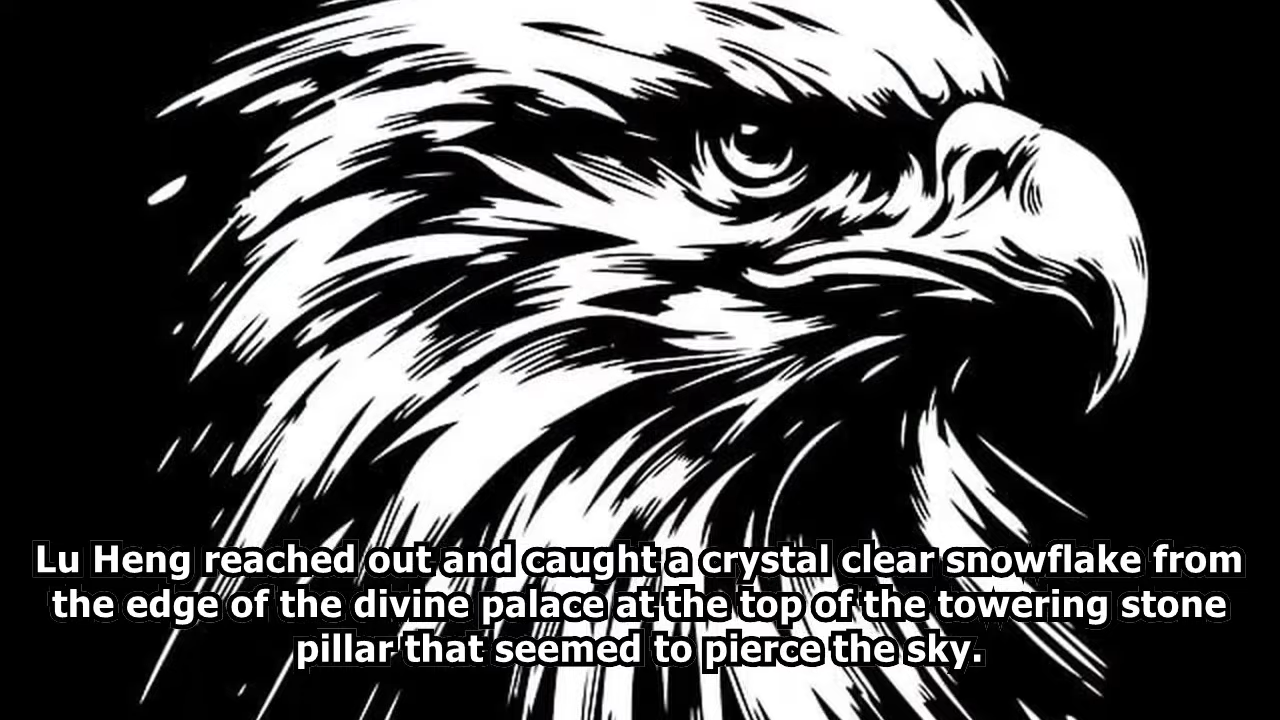 Lu Heng reached out and caught a crystal clear snowflake from
the edge of the divine palace at the top of the towering stone
pillar that seemed to pierce the sky.